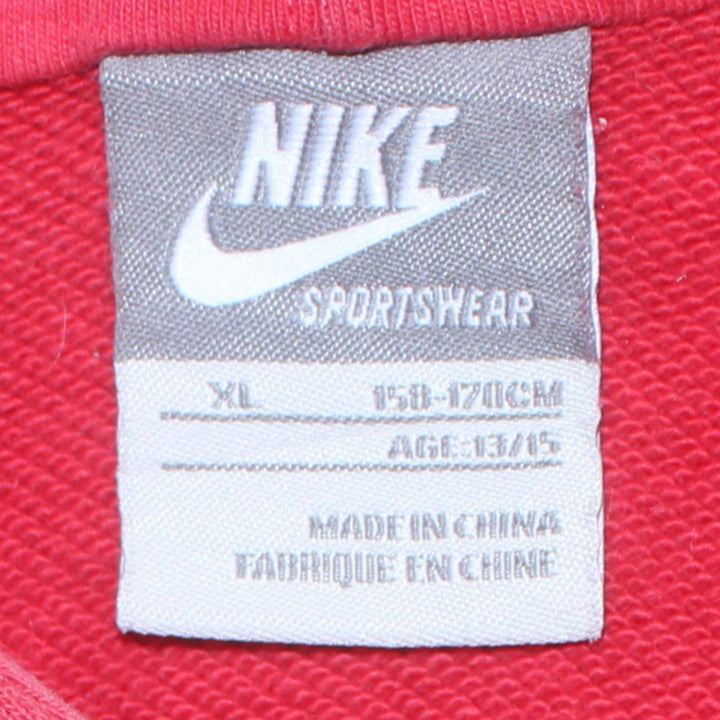 NIKE
SPORTSWEAR
XL 158-170CM
AGE:13/15
MADE IN CHINA
FABRIQUE EN CHINE